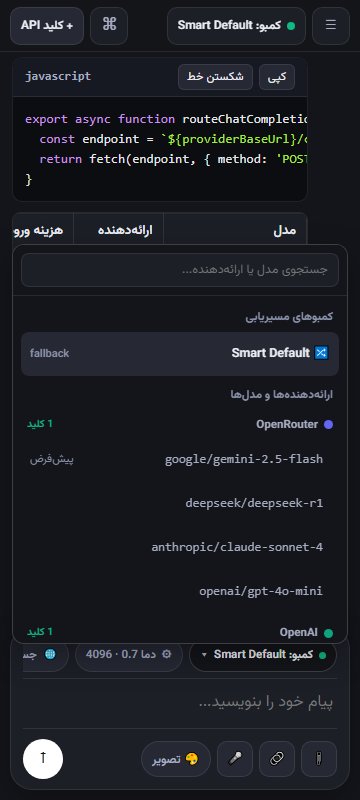 ☰
کمبو: Smart Default
⌘
+ کلید API
javascript
شکستن خط
کپی
export async function routeChatCompletio
const endpoint = `${providerBaseUrl}/c
return fetch(endpoint, { method: 'POST
}
مدل
ارائه‌دهنده
هزینه ورو
جستجوی مدل یا ارائه‌دهنده...
کمبوهای مسیریابی
🔀 Smart Default
fallback
ارائه‌دهنده‌ها و مدل‌ها
OpenRouter
1 کلید
google/gemini-2.5-flash
پیش‌فرض
deepseek/deepseek-r1
anthropic/claude-sonnet-4
openai/gpt-4o-mini
OpenAI
1 کلید
کمبو: Smart Default ▾
⚙ دما 0.7 · 4096
🌐 جس
پیام خود را بنویسید...
🎨 تصویر
↑